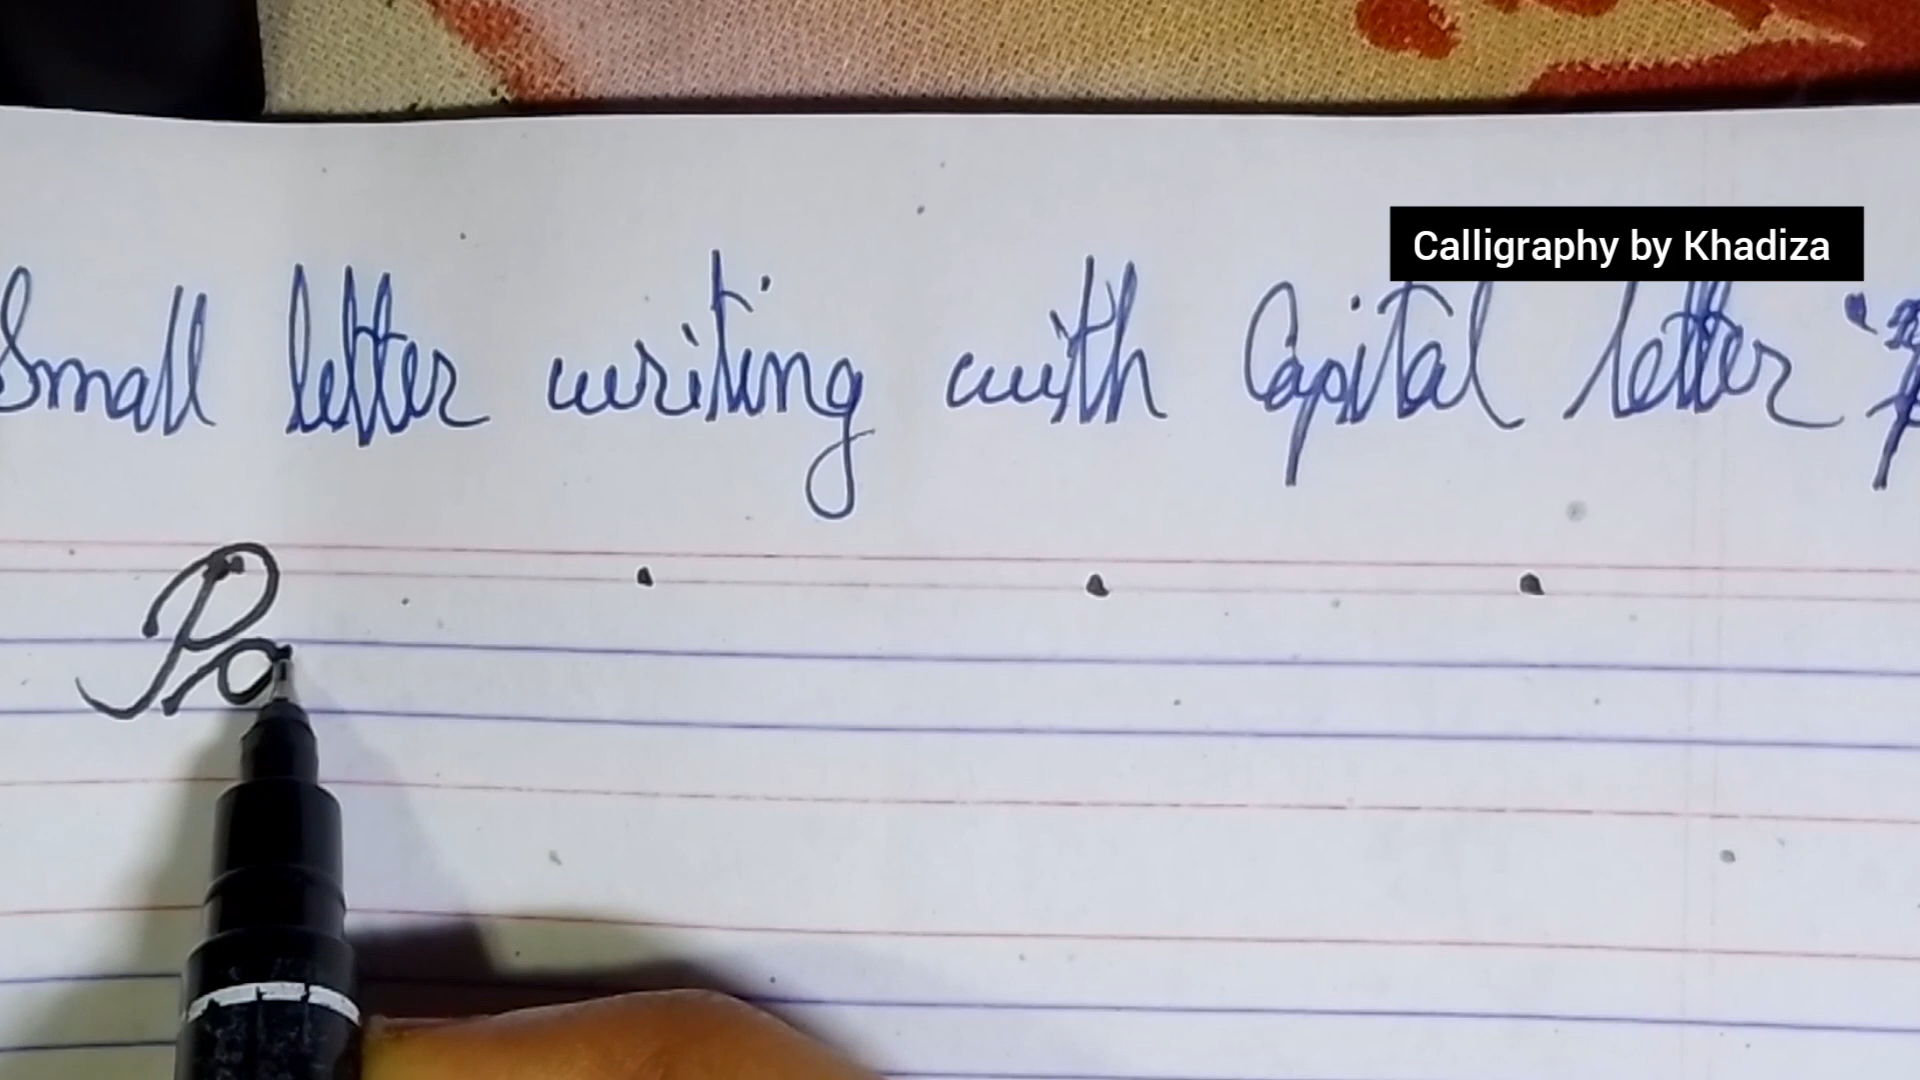 Calligraphy by Khadiza
Small letter writing with Capital letter "P
Pa